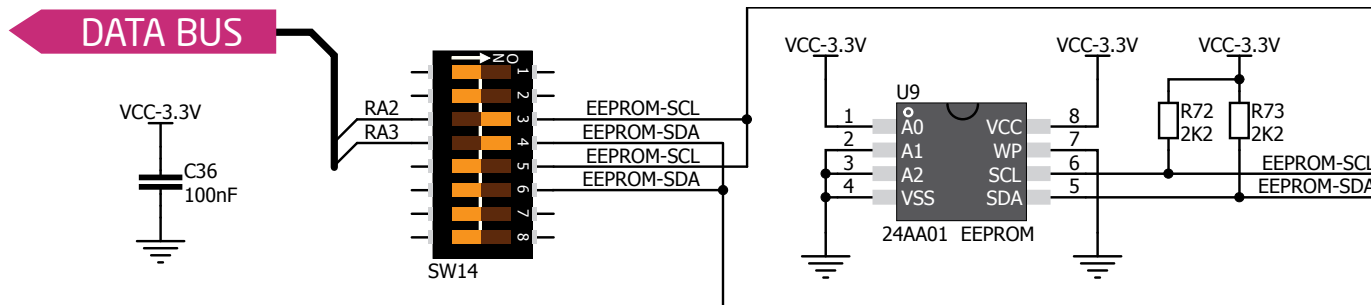 DATA BUS
VCC-3.3V
C36
100nF
RA2
RA3
ON
1
2
3
4
5
6
7
8
SW14
EEPROM-SCL
EEPROM-SDA
EEPROM-SCL
EEPROM-SDA
VCC-3.3V
VCC-3.3V
VCC-3.3V
U9
1
2
3
4
A0
A1
A2
VSS
VCC
WP
SCL
SDA
8
7
6
5
24AA01 EEPROM
R72
2K2
R73
2K2
EEPROM-SCL
EEPROM-SDA